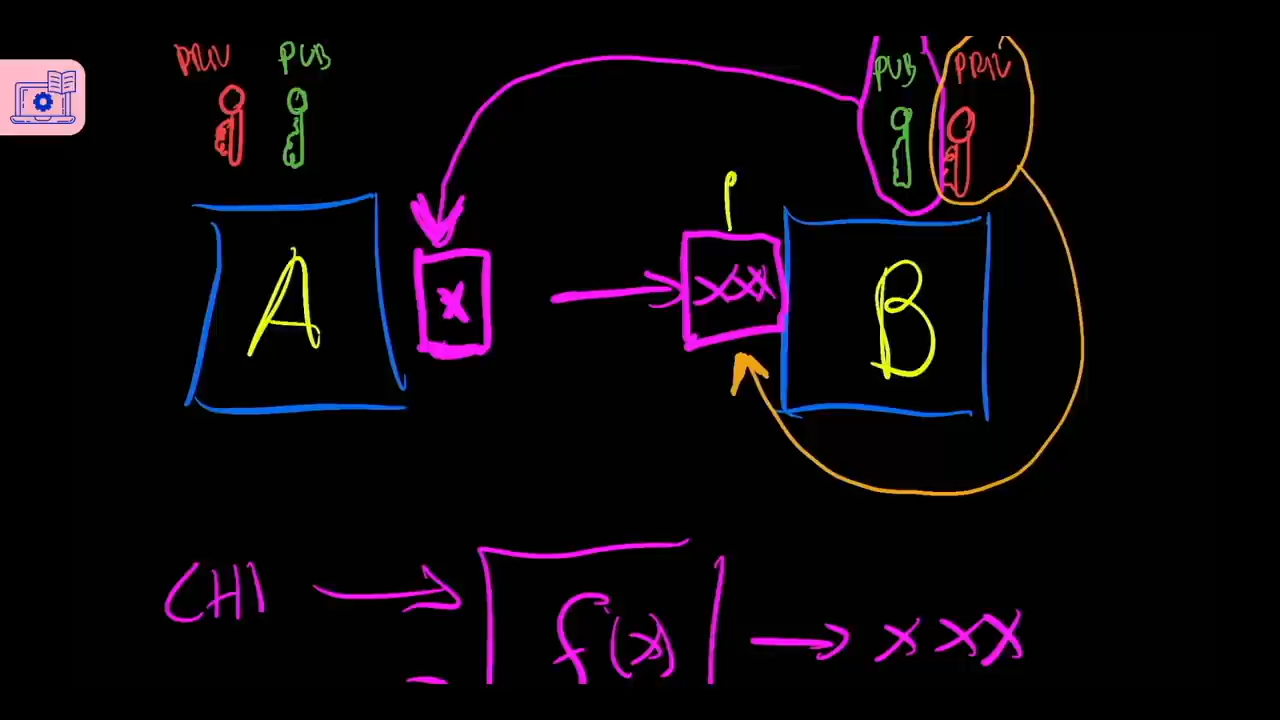 PRIV PUB
PUB PRIV
A
x
xxx
B
CHI
f(x)
xxx